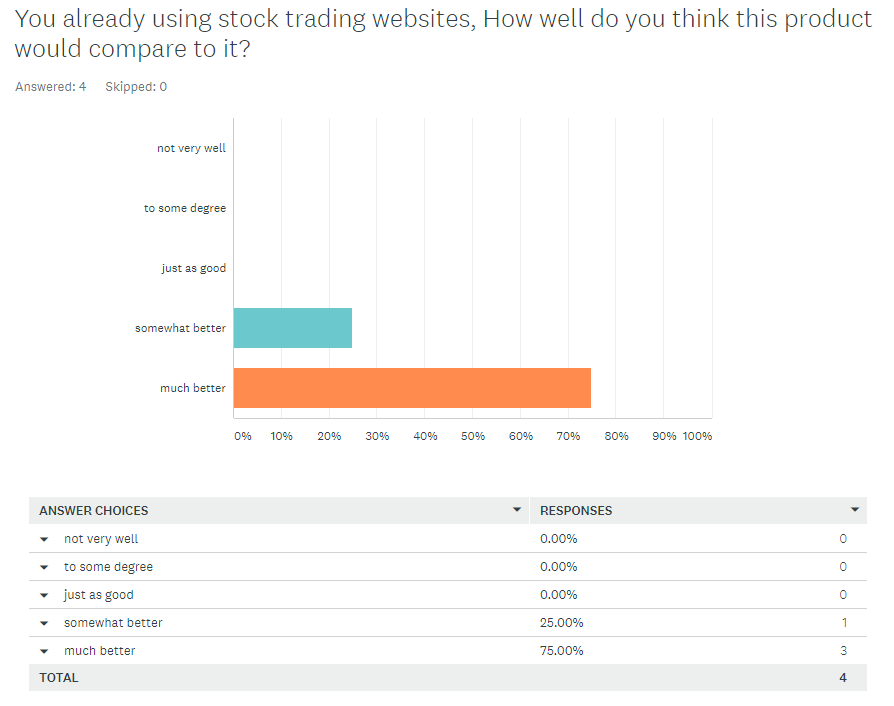 You already using stock trading websites, How well do you think this product
would compare to it?
Answered: 4 Skipped: 0
not very well
to some degree
just as good
somewhat better
much better
0% 10% 20% 30% 40% 50% 60% 70% 80% 90% 100%
ANSWER CHOICES RESPONSES
not very well 0.00% 0
to some degree 0.00% 0
just as good 0.00% 0
somewhat better 25.00% 1
much better 75.00% 3
TOTAL 4